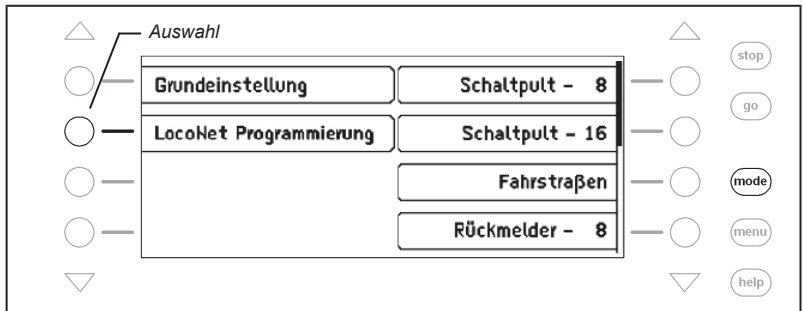 Auswahl
stop
Grundeinstellung Schaltpult - 8
go
LocoNet Programmierung Schaltpult - 16
Fahrstraßen
mode
Rückmelder - 8
menu
help